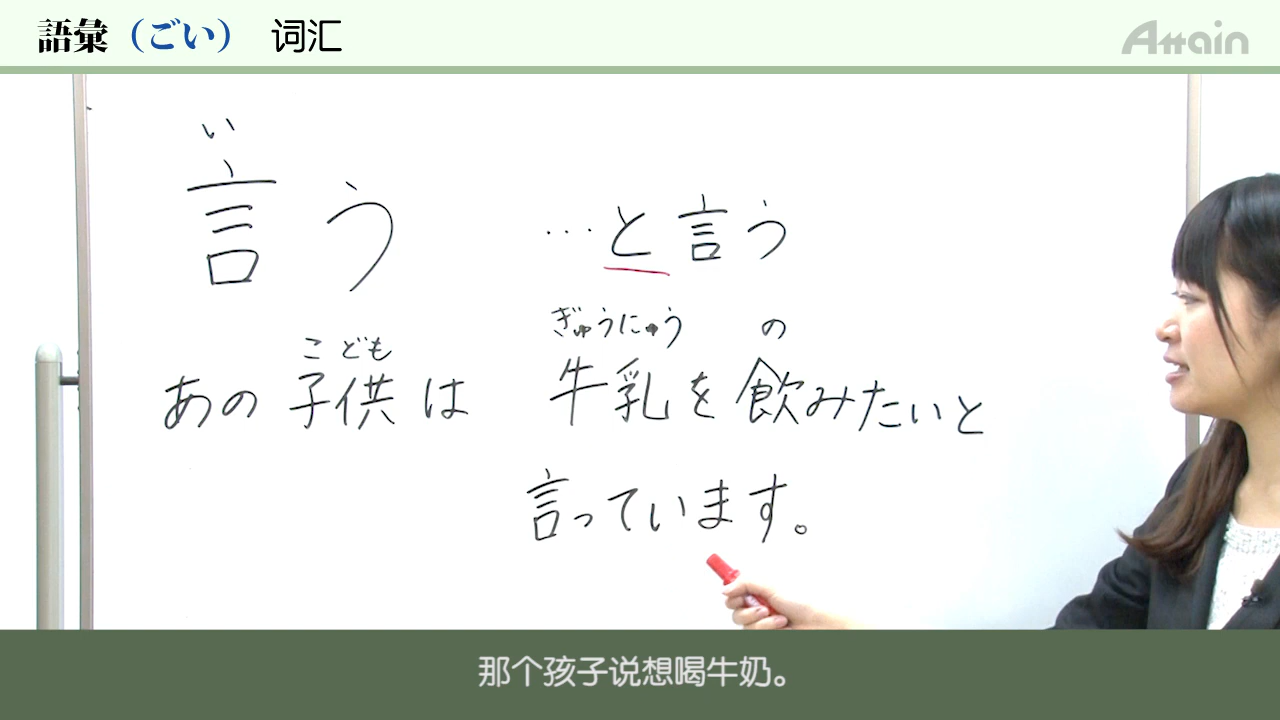 語彙（ごい） 词汇
Attain
い
言う
…と言う
こども ぎゅうにゅう の
あの子供は 牛乳を飲みたいと
言っています。
那个孩子说想喝牛奶。